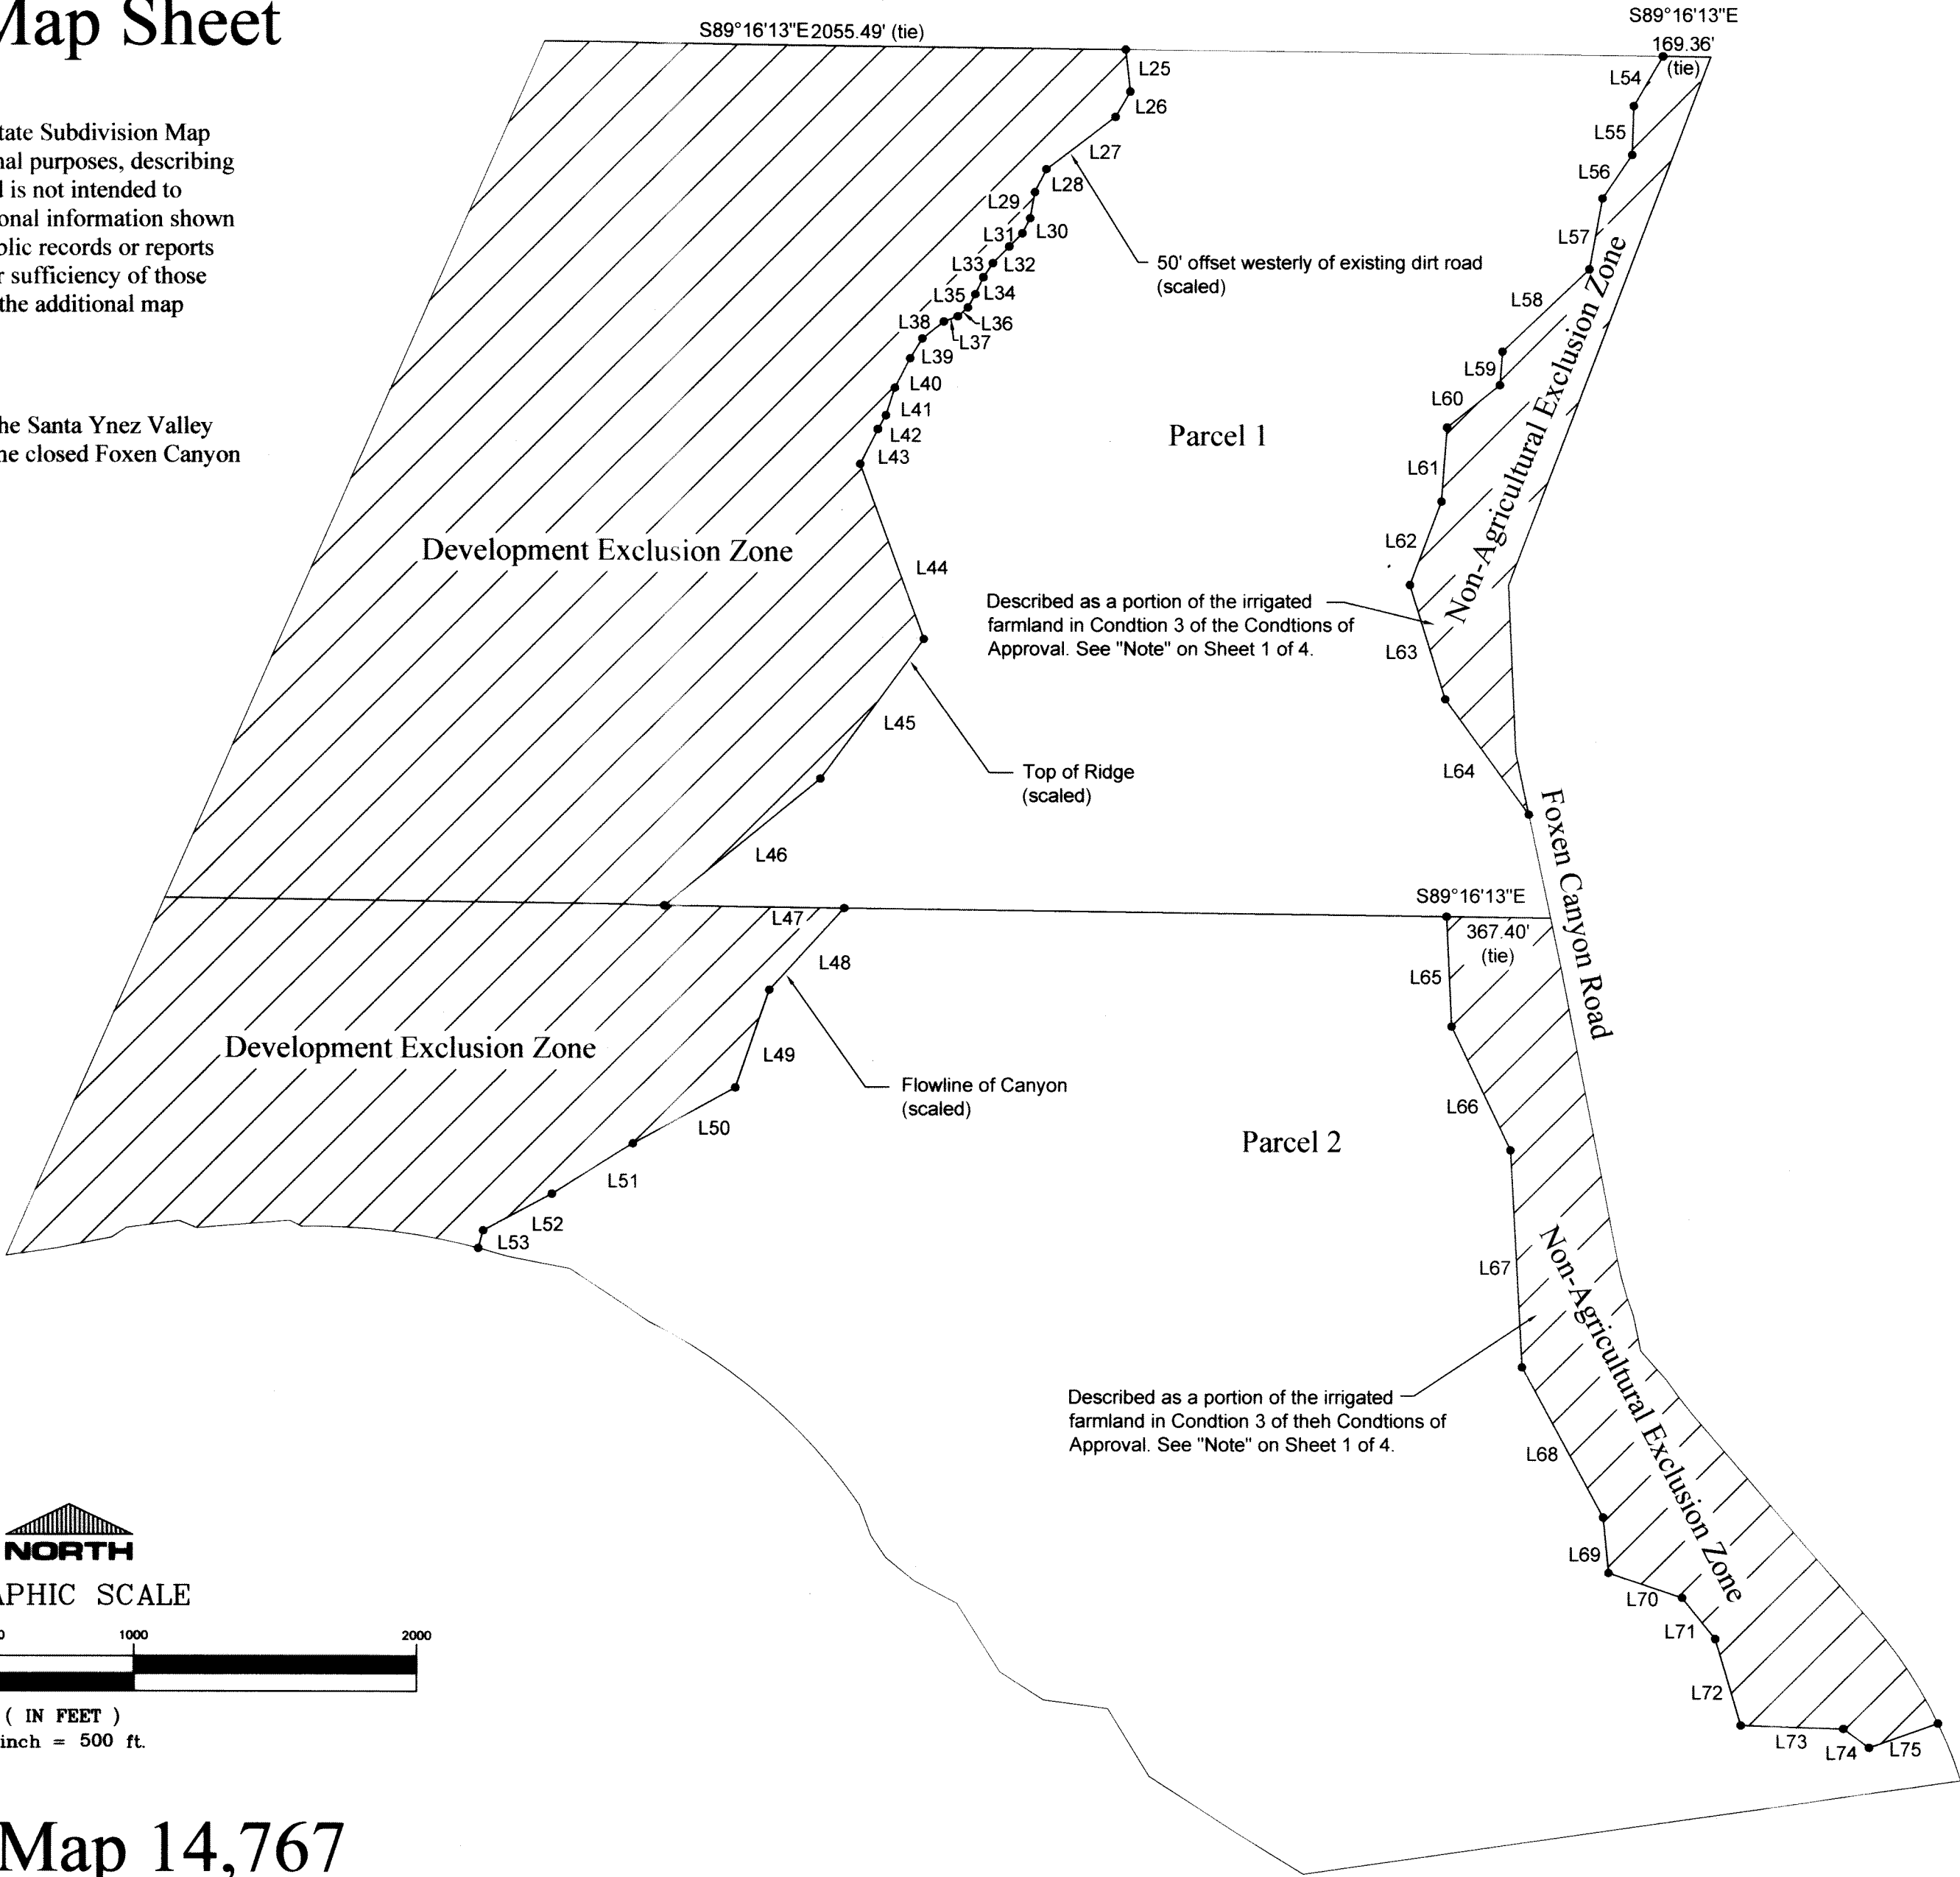 Map Sheet
tate Subdivision Map
nal purposes, describing
d is not intended to
onal information shown
blic records or reports
r sufficiency of those
the additional map
he Santa Ynez Valley
he closed Foxen Canyon
S89°16'13"E 2055.49' (tie)
S89°16'13"E
169.36'
(tie)
L25
L26
L27
L28
L29
L30
L31
L32
L33
L34
L35
L36
L37
L38
L39
L40
L41
L42
L43
L44
L45
L46
L54
L55
L56
L57
L58
L59
L60
L61
L62
L63
L64
50' offset westerly of existing dirt road
(scaled)
Parcel 1
Non-Agricultural Exclusion Zone
Development Exclusion Zone
Described as a portion of the irrigated
farmland in Condtion 3 of the Condtions of
Approval. See "Note" on Sheet 1 of 4.
Top of Ridge
(scaled)
Foxen Canyon Road
S89°16'13"E
367.40'
(tie)
L47
L48
L49
L50
L51
L52
L53
Development Exclusion Zone
Flowline of Canyon
(scaled)
Parcel 2
L65
L66
L67
L68
L69
L70
L71
L72
L73
L74
L75
Non-Agricultural Exclusion Zone
Described as a portion of the irrigated
farmland in Condtion 3 of theh Condtions of
Approval. See "Note" on Sheet 1 of 4.
NORTH
APHIC SCALE
0 1000 2000
( IN FEET )
inch = 500 ft.
Map 14,767